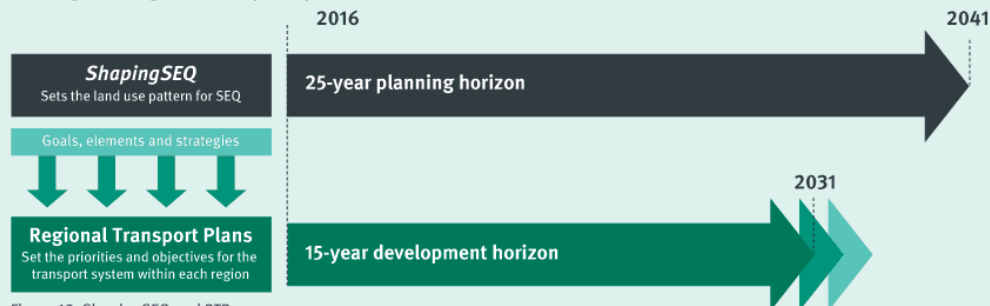 2016
2041
ShapingSEQ
Sets the land use pattern for SEQ
25-year planning horizon
Goals, elements and strategies
2031
Regional Transport Plans
Set the priorities and objectives for the
transport system within each region
15-year development horizon